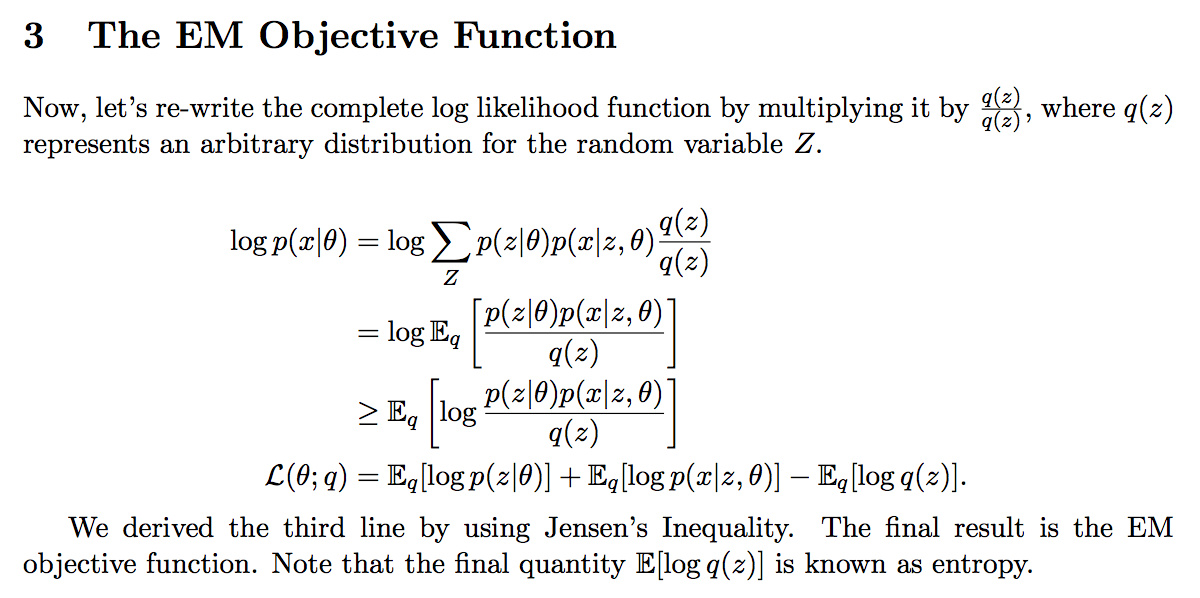 3 The EM Objective Function
Now, let's re-write the complete log likelihood function by multiplying it by $\frac{q(z)}{q(z)}$, where $q(z)$
represents an arbitrary distribution for the random variable $Z$.
$\log p(x|\theta) = \log \sum_{Z} p(z|\theta)p(x|z,\theta)\frac{q(z)}{q(z)}$
$= \log \mathbb{E}_q \left[\frac{p(z|\theta)p(x|z,\theta)}{q(z)}\right]$
$\geq \mathbb{E}_q \left[\log \frac{p(z|\theta)p(x|z,\theta)}{q(z)}\right]$
$\mathcal{L}(\theta; q) = \mathbb{E}_q[\log p(z|\theta)] + \mathbb{E}_q[\log p(x|z,\theta)] - \mathbb{E}_q[\log q(z)].$
We derived the third line by using Jensen's Inequality. The final result is the EM
objective function. Note that the final quantity $\mathbb{E}[\log q(z)]$ is known as entropy.